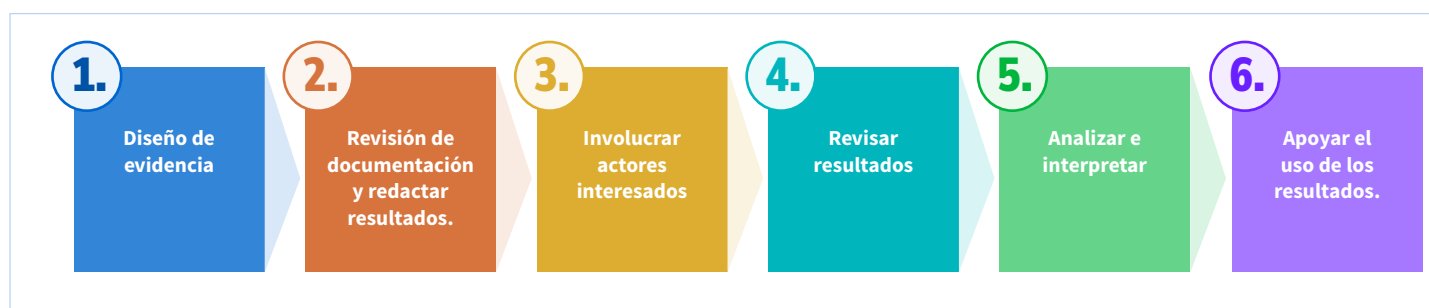 1.
Diseño de
evidencia
2.
Revisión de
documentación
y redactar
resultados.
3.
Involucrar
actores
interesados
4.
Revisar
resultados
5.
Analizar e
interpretar
6.
Apoyar el
uso de los
resultados.